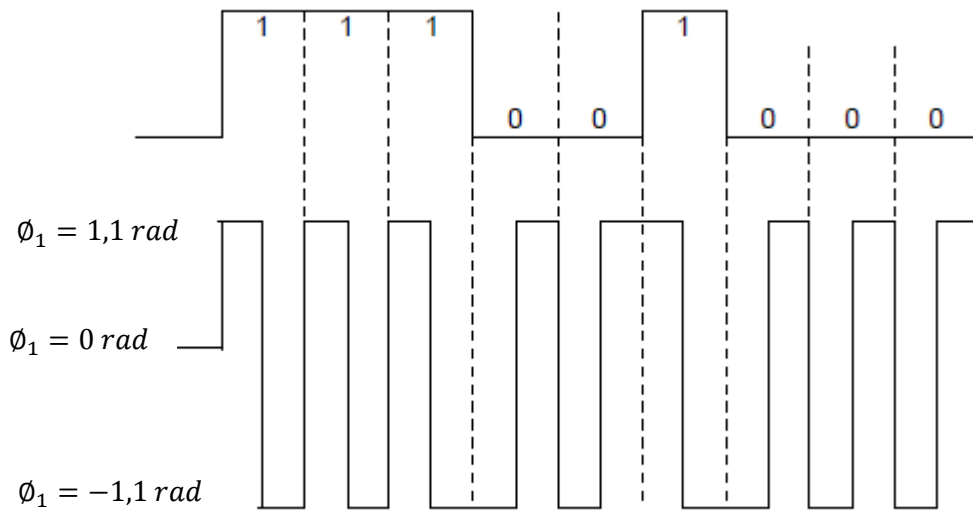 1 1 1 0 0 1 0 0 0
∅₁ = 1,1 rad
∅₁ = 0 rad
∅₁ = −1,1 rad